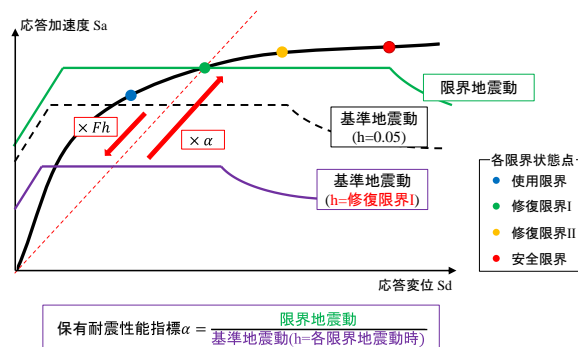 応答加速度 Sa
限界地震動
× Fh
× α
基準地震動
(h=0.05)
基準地震動
(h=修復限界I)
各限界状態点
使用限界
修復限界I
修復限界II
安全限界
応答変位 Sd
保有耐震性能指標α = 限界地震動
基準地震動(h=各限界地震動時)